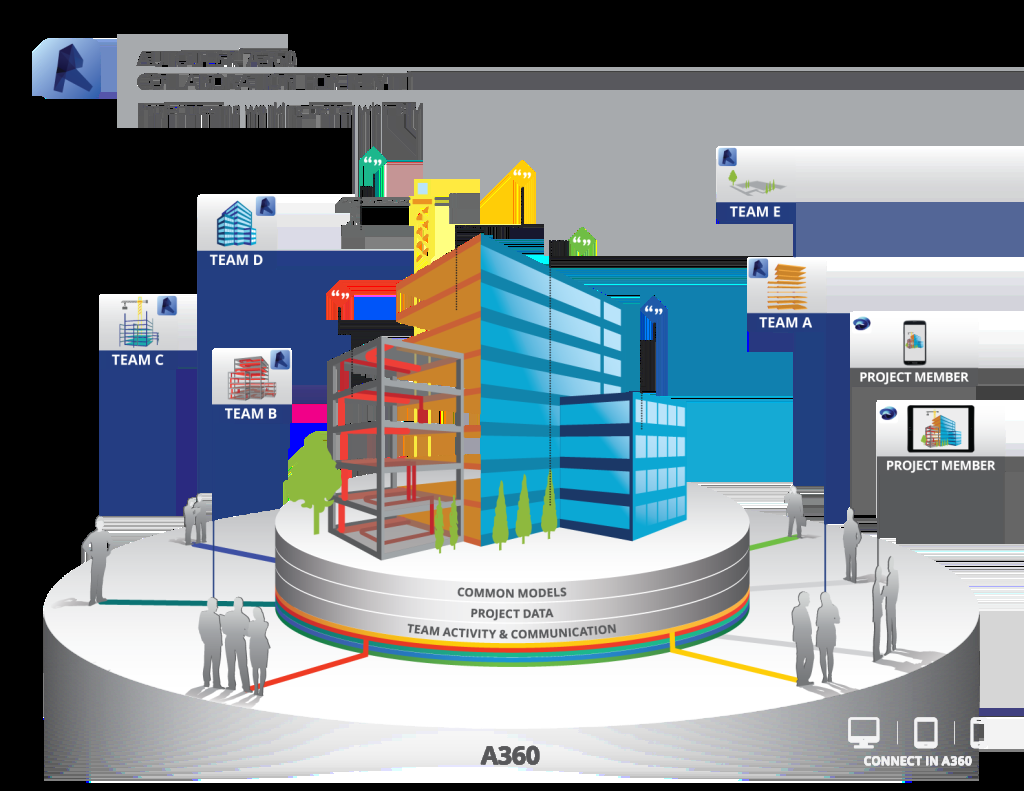 TEAM E
TEAM D
TEAM A
TEAM C
PROJECT MEMBER
TEAM B
PROJECT MEMBER
COMMON MODELS
PROJECT DATA
TEAM ACTIVITY & COMMUNICATION
A360
CONNECT IN A360